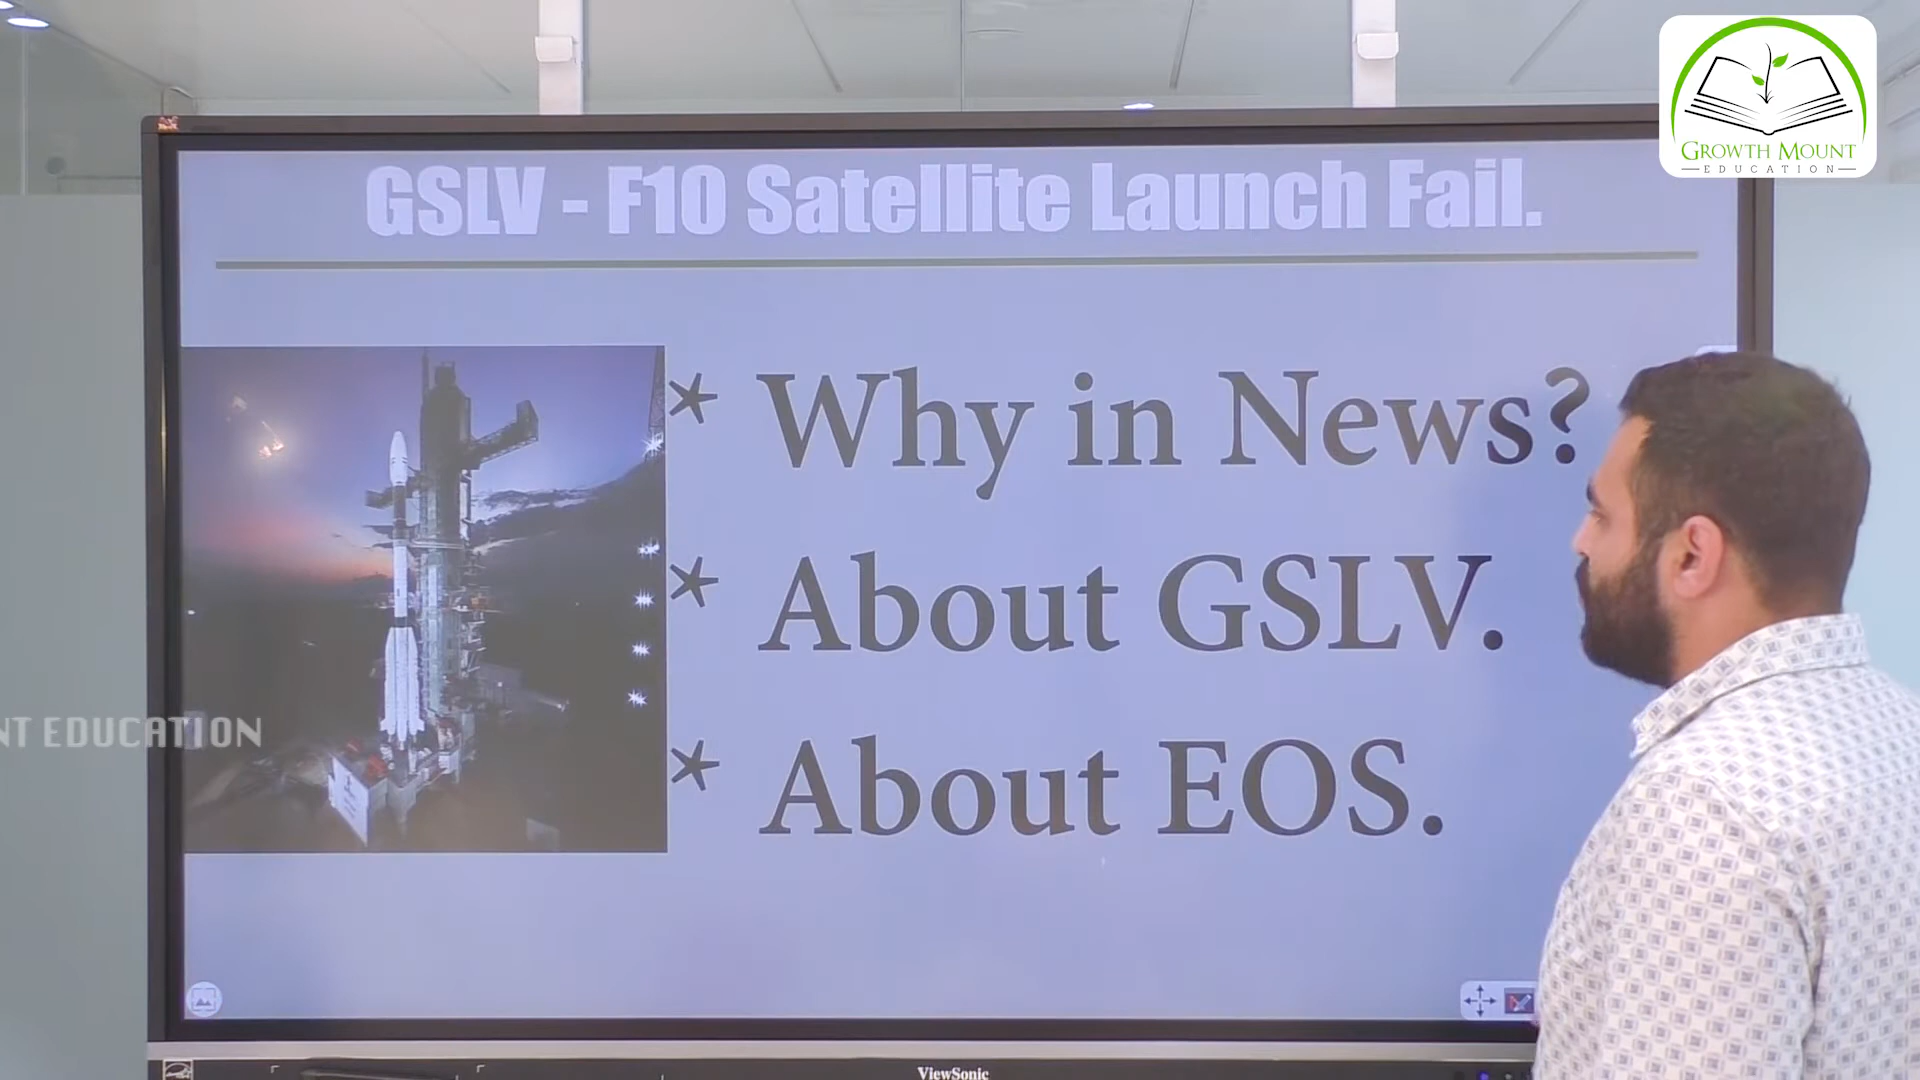 GROWTH MOUNT
EDUCATION
GSLV - F10 Satellite Launch Fail.
* Why in News?
* About GSLV.
* About EOS.
NT EDUCATION
ViewSonic